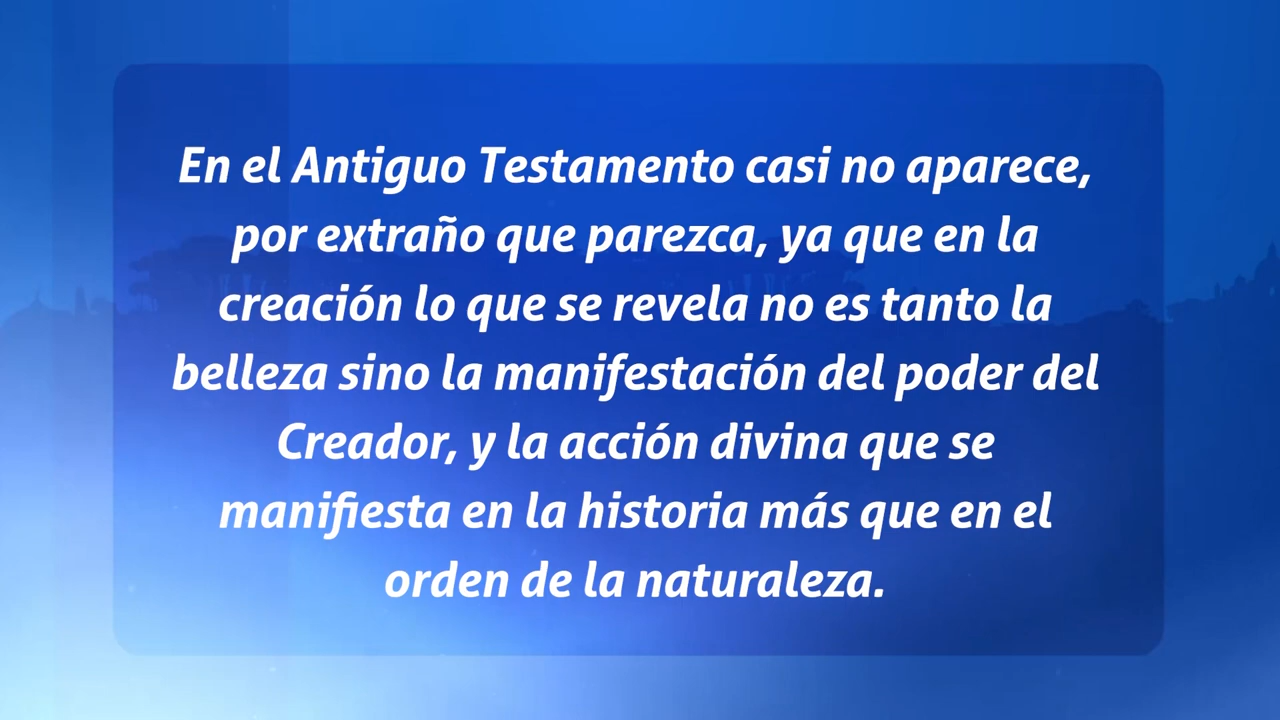 En el Antiguo Testamento casi no aparece,
por extraño que parezca, ya que en la
creación lo que se revela no es tanto la
belleza sino la manifestación del poder del
Creador, y la acción divina que se
manifiesta en la historia más que en el
orden de la naturaleza.